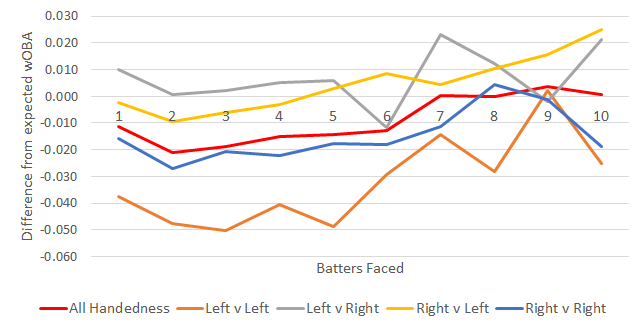 0.030
0.020
0.010
0.000
-0.010
-0.020
-0.030
-0.040
-0.050
-0.060
Difference from expected wOBA
1 2 3 4 5 6 7 8 9 10
Batters Faced
All Handedness Left v Left Left v Right Right v Left Right v Right